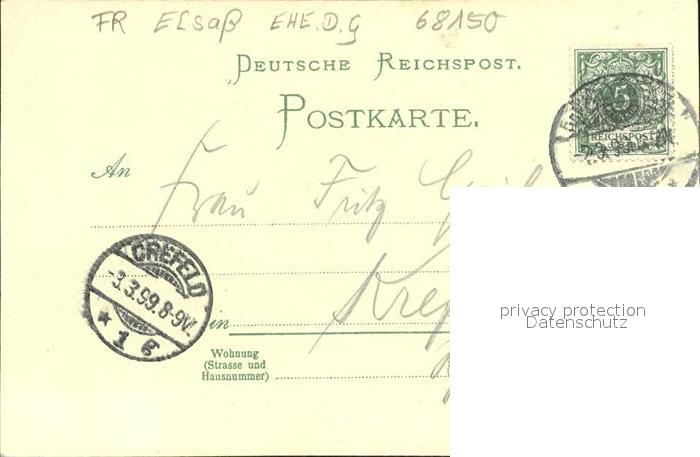 FR Elsaß EHE.D.G 68150
DEUTSCHE REICHSPOST.
POSTKARTE.
5
REICHSPOST
An
Frau Fritz
CREFELD
-3.3.99.8-9V.
* 1
in
Wohnung
(Strasse und
Hausnummer)
privacy protection
Datenschutz